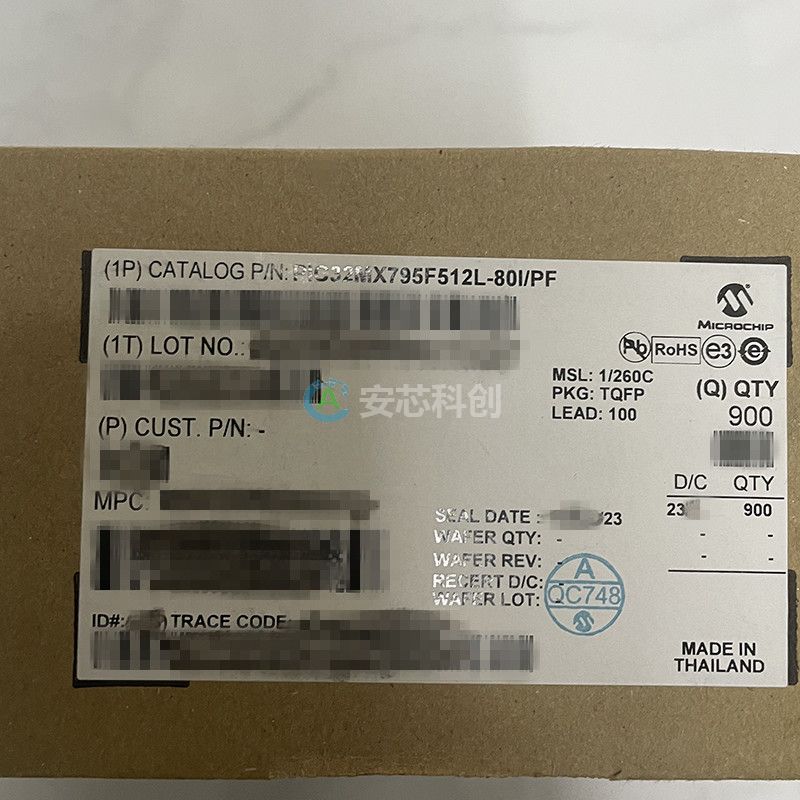 (1P) CATALOG P/N: PIC32MX795F512L-80I/PF
MICROCHIP
(1T) LOT NO.:
Pb RoHS e3 e
MSL: 1/260C
PKG: TQFP
LEAD: 100
(Q) QTY
900
安芯科创
(P) CUST. P/N: -
D/C QTY
23 900
- -
- -
MPC:
SEAL DATE : /23
WAFER QTY: -
WAFER REV: -
RECERT D/C: -
WAFER LOT:
A
QC748
ID#: TRACE CODE:
MADE IN
THAILAND